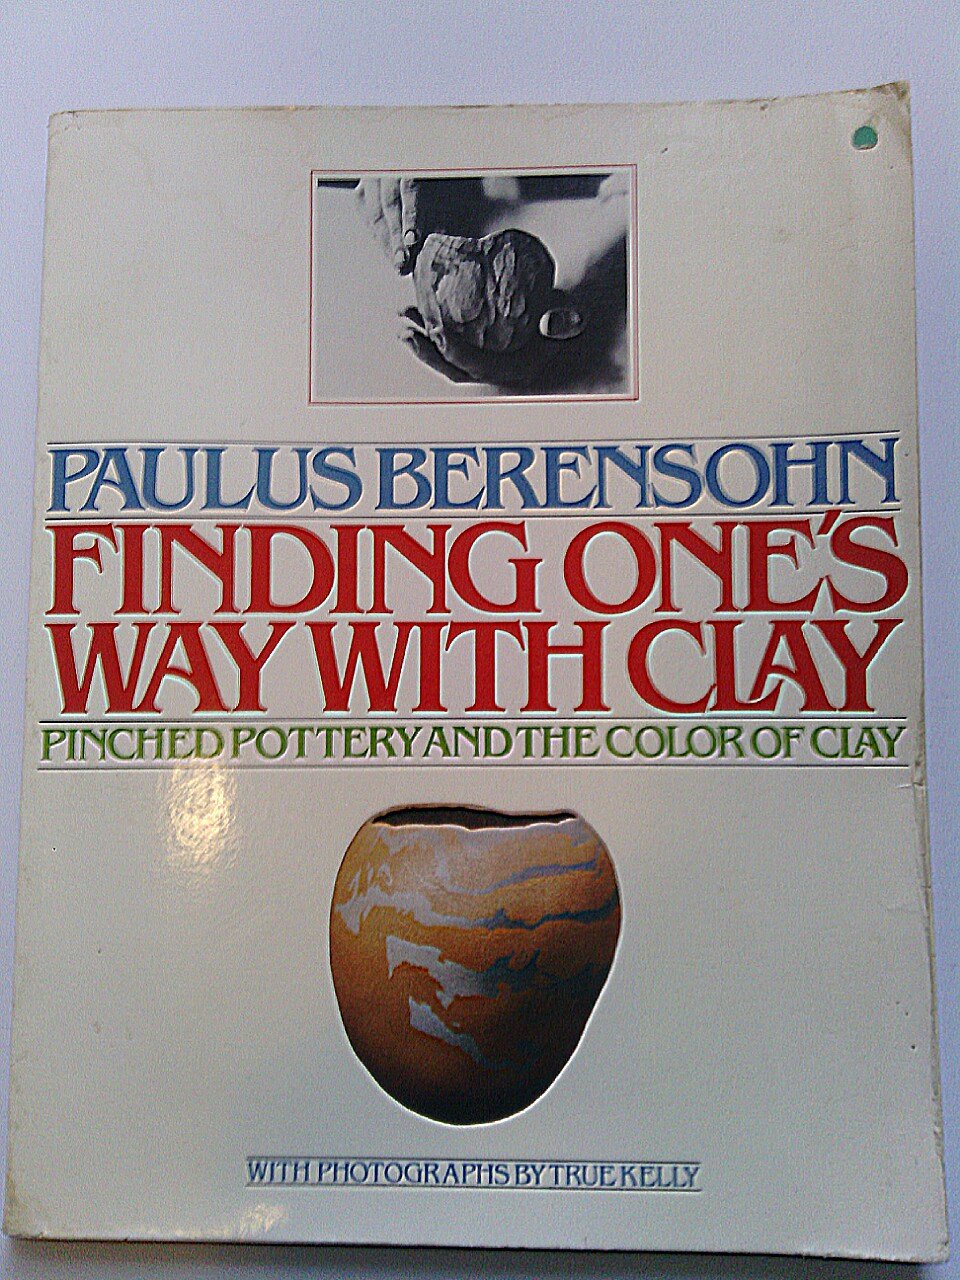 PAULUS BERENSOHN
FINDING ONE'S
WAY WITH CLAY
PINCHED POTTERY AND THE COLOR OF CLAY
WITH PHOTOGRAPHS BY TRUE KELLY